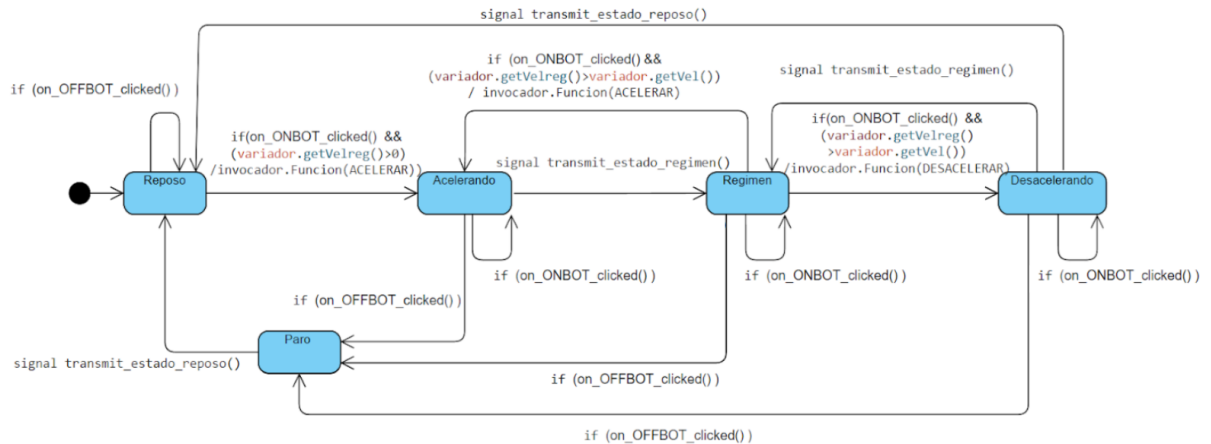 signal transmit_estado_reposo()
if (on_ONBOT_clicked() &&
(variador.getVelreg()>variador.getVel())
/ invocador.Funcion(ACELERAR)
signal transmit_estado_regimen()
if (on_OFFBOT_clicked())
if(on_ONBOT_clicked() &&
(variador.getVelreg()>0)
/invocador.Funcion(ACELERAR))
if(on_ONBOT_clicked() &&
(variador.getVelreg()
>variador.getVel())
/invocador.Funcion(DESACELERAR)
signal transmit_estado_regimen()
Reposo
Acelerando
Regimen
Desacelerando
if (on_ONBOT_clicked())
if (on_ONBOT_clicked())
if (on_ONBOT_clicked())
if (on_OFFBOT_clicked())
Paro
signal transmit_estado_reposo()
if (on_OFFBOT_clicked())
if (on_OFFBOT_clicked())